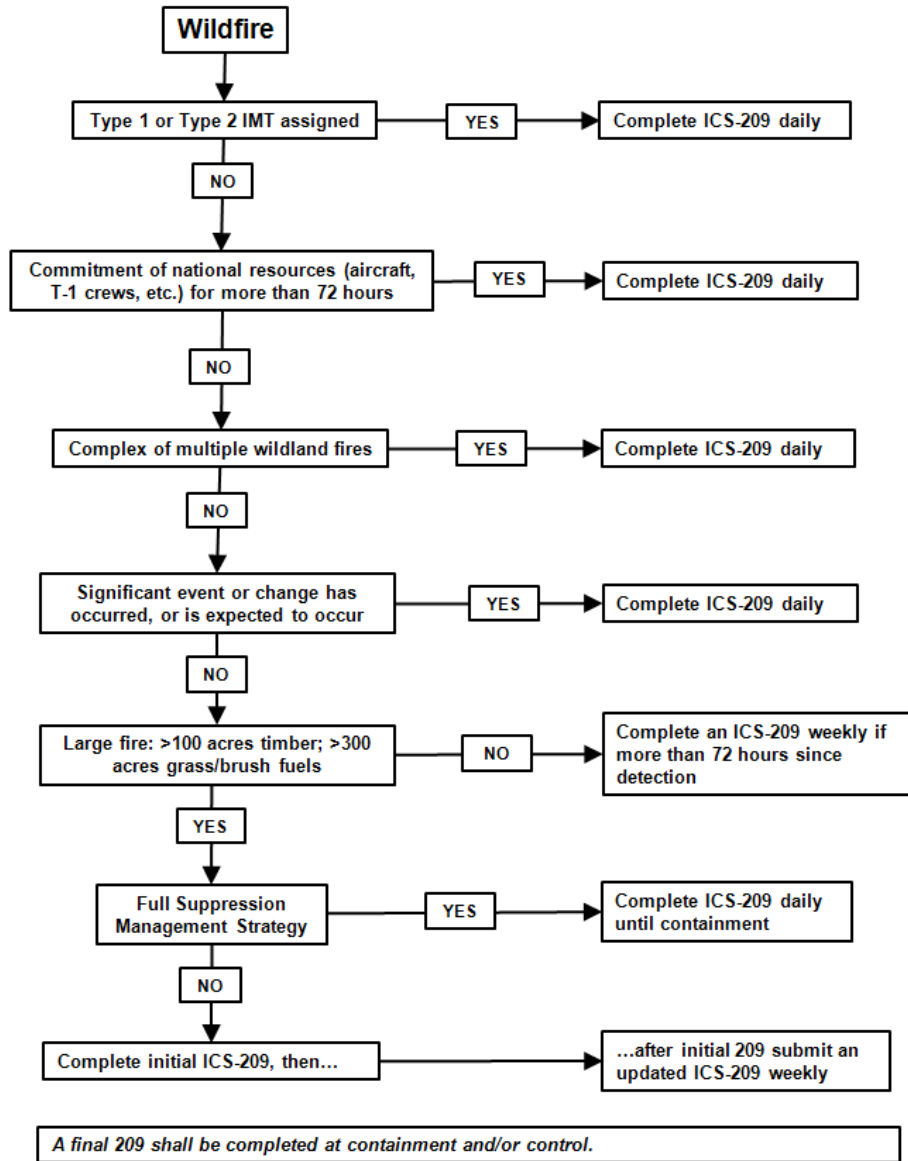 Wildfire
Type 1 or Type 2 IMT assigned
YES
Complete ICS-209 daily
NO
Commitment of national resources (aircraft,
T-1 crews, etc.) for more than 72 hours
YES
Complete ICS-209 daily
NO
Complex of multiple wildland fires
YES
Complete ICS-209 daily
NO
Significant event or change has
occurred, or is expected to occur
YES
Complete ICS-209 daily
NO
Large fire: >100 acres timber; >300
acres grass/brush fuels
NO
Complete an ICS-209 weekly if
more than 72 hours since
detection
YES
Full Suppression
Management Strategy
YES
Complete ICS-209 daily
until containment
NO
Complete initial ICS-209, then…
…after initial 209 submit an
updated ICS-209 weekly
A final 209 shall be completed at containment and/or control.